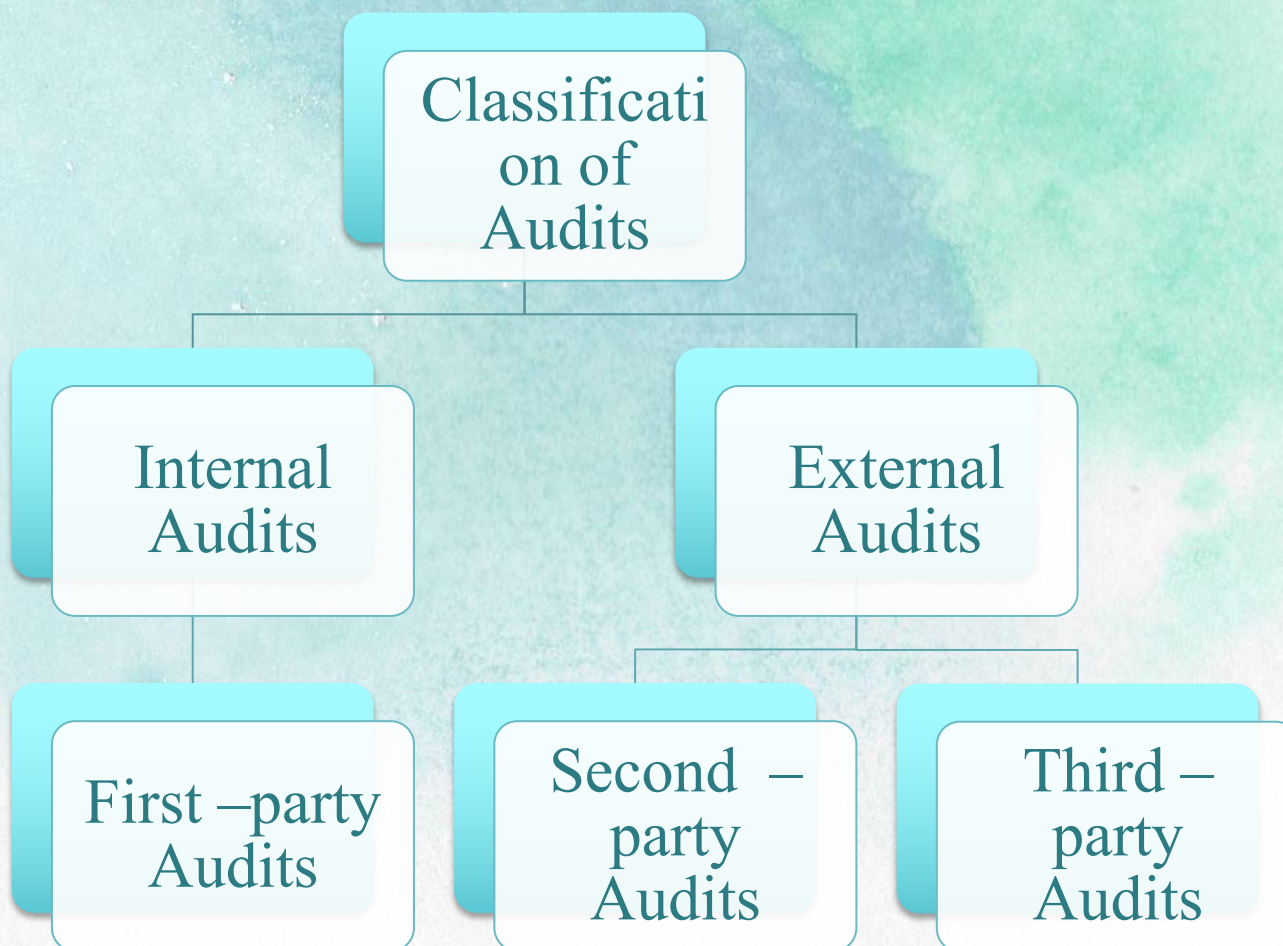 Classificati
on of
Audits
Internal
Audits
External
Audits
First –party
Audits
Second –
party
Audits
Third –
party
Audits